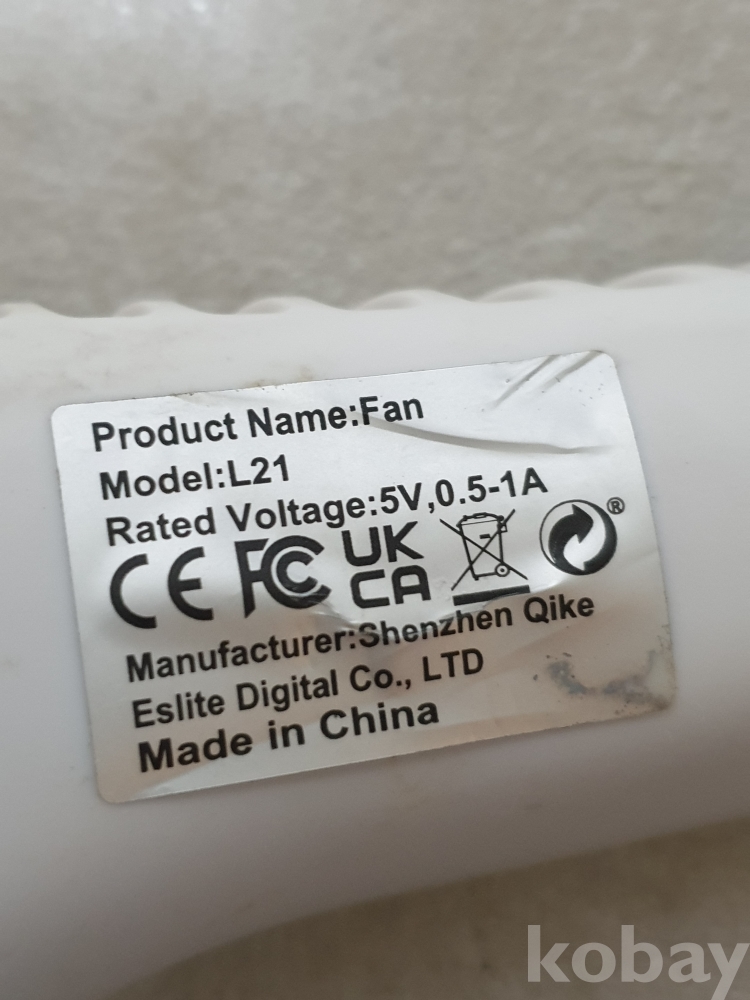 Product Name:Fan
Model:L21
Rated Voltage:5V,0.5-1A
CE FC UK CA ®
Manufacturer:Shenzhen Qike
Eslite Digital Co., LTD
Made in China
kobay